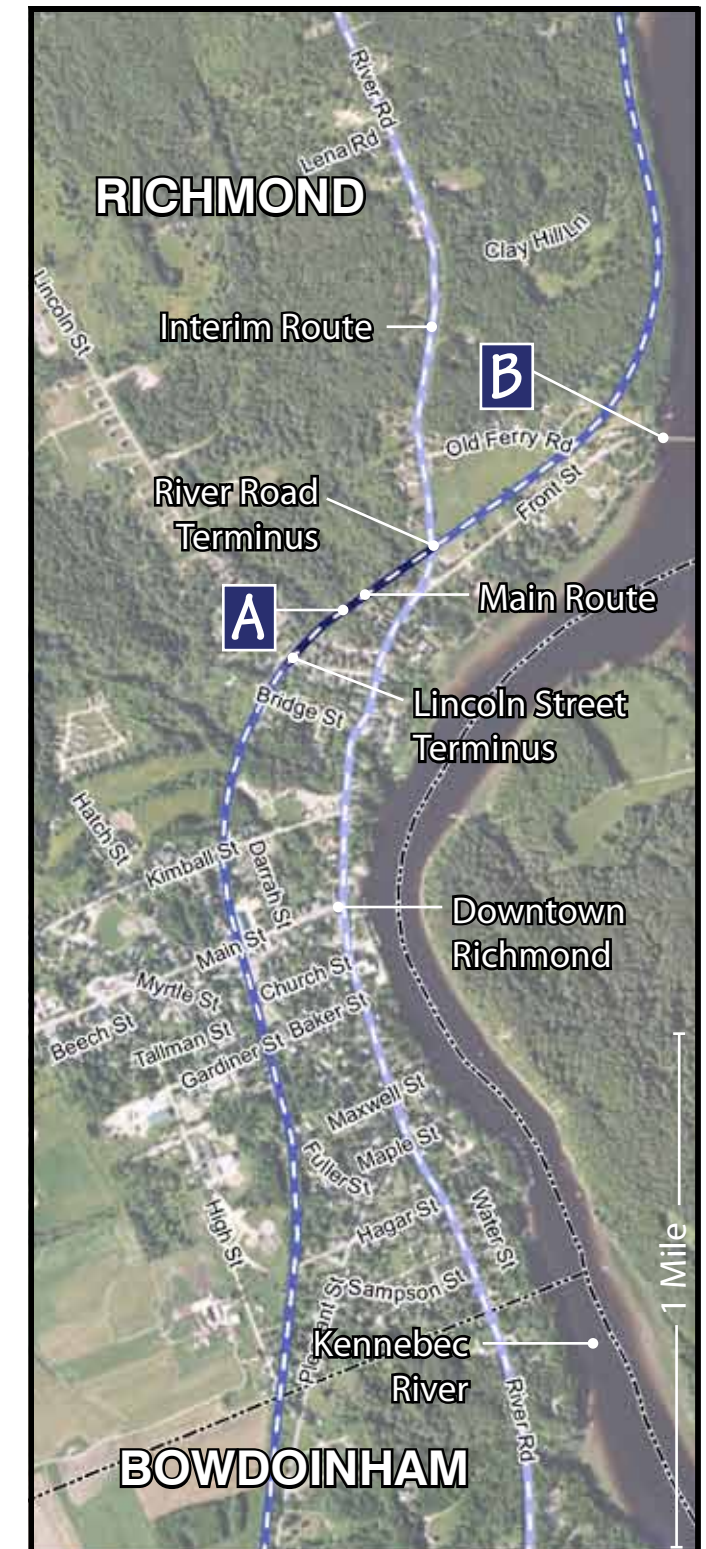 River Rd
Lena Rd
RICHMOND
Clay Hill Ln
Lincoln St
Interim Route
B
Old Ferry Rd
River Road
Terminus
Front St
A
Main Route
Bridge St
Lincoln Street
Terminus
Hatch St
Kimball St
Darrah St
Downtown
Richmond
Main St
Myrtle St
Church St
Beech St
Tallman St
Baker St
Gardiner St
Maxwell St
Fuller St
Maple St
High St
Hagar St
Water St
1 Mile
Sampson St
Kennebec
River
River Rd
BOWDOINHAM